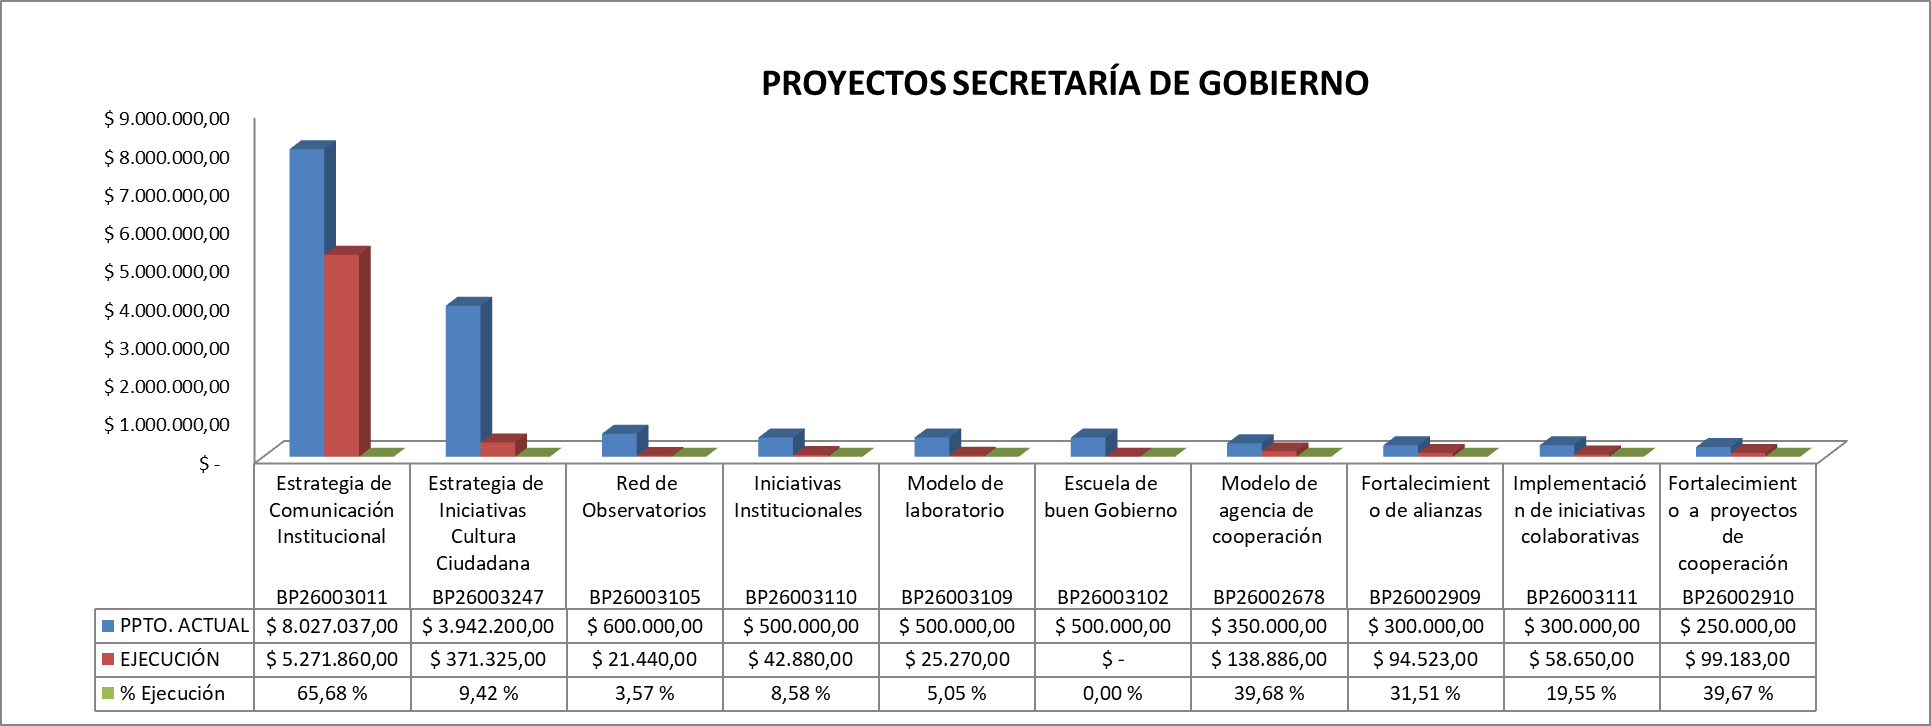 PROYECTOS SECRETARÍA DE GOBIERNO
$ 9.000.000,00
$ 8.000.000,00
$ 7.000.000,00
$ 6.000.000,00
$ 5.000.000,00
$ 4.000.000,00
$ 3.000.000,00
$ 2.000.000,00
$ 1.000.000,00
$ -
Estrategia de
Comunicación
Institucional
BP26003011
Estrategia de
Iniciativas
Cultura
Ciudadana
BP26003247
Red de
Observatorios
BP26003105
Iniciativas
Institucionales
BP26003110
Modelo de
laboratorio
BP26003109
Escuela de
buen Gobierno
BP26003102
Modelo de
agencia de
cooperación
BP26002678
Fortalecimient
o de alianzas
BP26002909
Implementació
n de iniciativas
colaborativas
BP26003111
Fortalecimient
o a proyectos
de
cooperación
BP26002910
PPTO. ACTUAL $ 8.027.037,00 $ 3.942.200,00 $ 600.000,00 $ 500.000,00 $ 500.000,00 $ 500.000,00 $ 350.000,00 $ 300.000,00 $ 300.000,00 $ 250.000,00
EJECUCIÓN $ 5.271.860,00 $ 371.325,00 $ 21.440,00 $ 42.880,00 $ 25.270,00 $ - $ 138.886,00 $ 94.523,00 $ 58.650,00 $ 99.183,00
% Ejecución 65,68 % 9,42 % 3,57 % 8,58 % 5,05 % 0,00 % 39,68 % 31,51 % 19,55 % 39,67 %